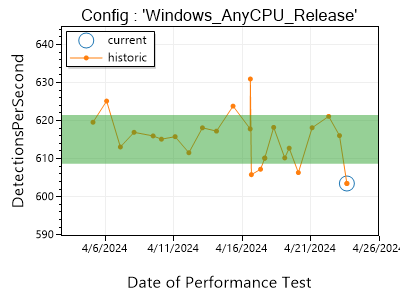 Config : 'Windows_AnyCPU_Release'
current
historic
DetectionsPerSecond
640
630
620
610
600
590
4/6/2024 4/11/2024 4/16/2024 4/21/2024 4/26/2024
Date of Performance Test